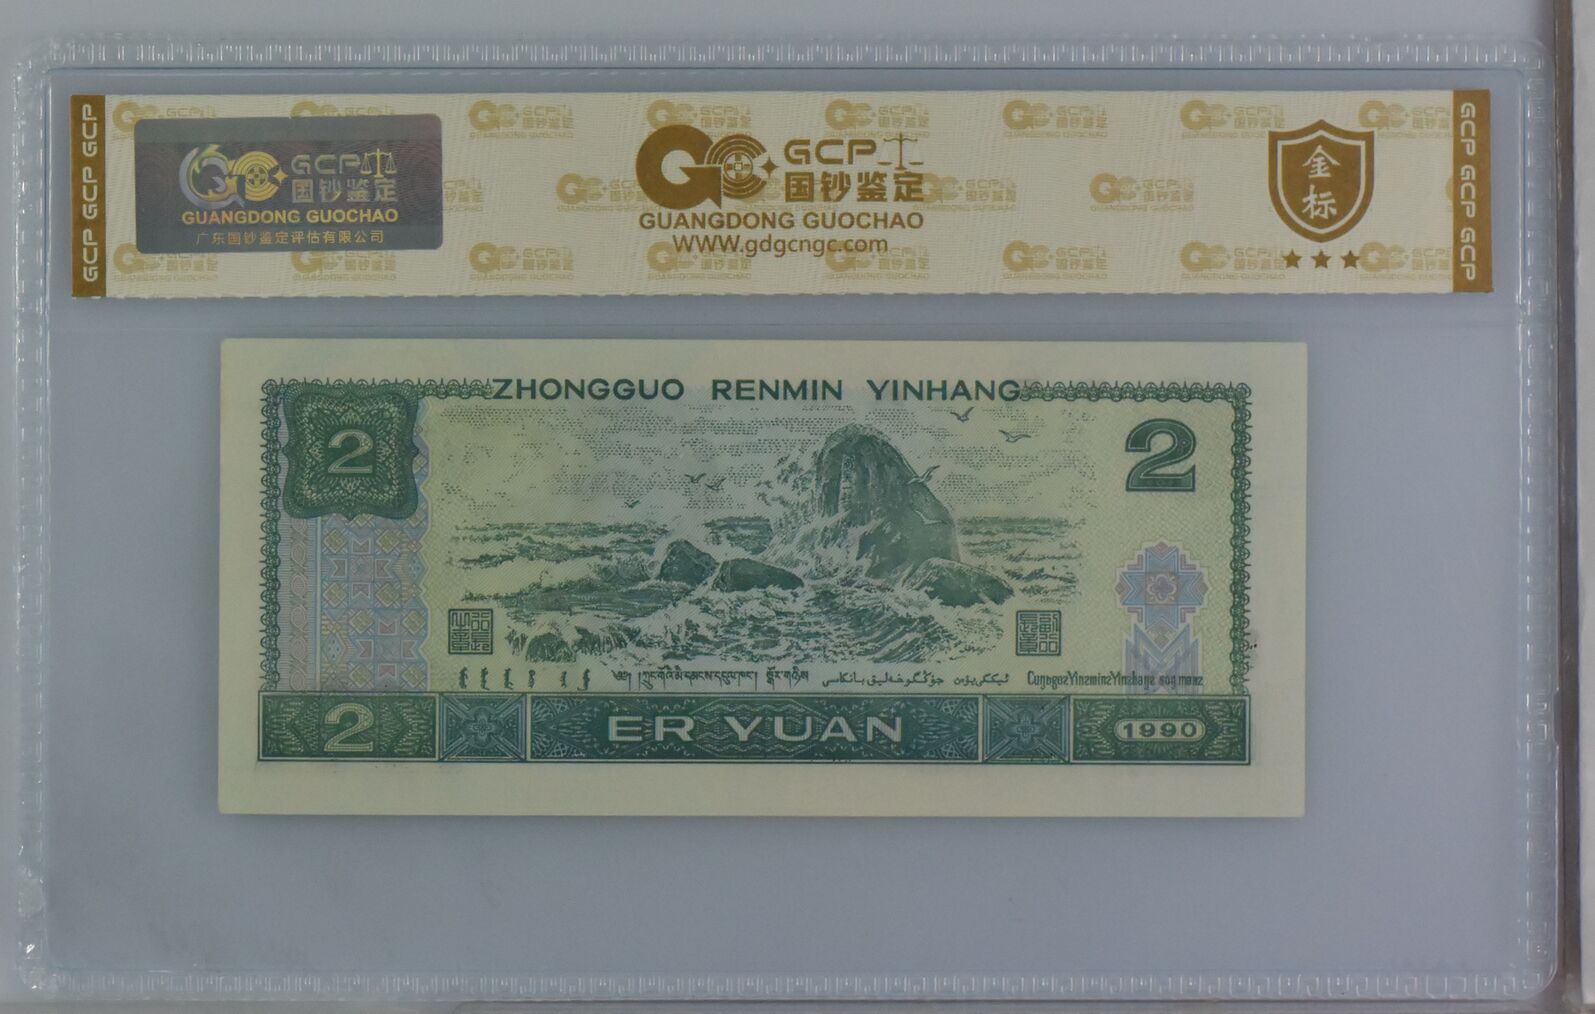 GCP GCP GCP
GCP
国钞鉴定
GUANGDONG GUOCHAO
广东国钞鉴定评估有限公司
GCP
国钞鉴定
GUANGDONG GUOCHAO
WWW.gdgcngc.com
金标
GCP GCP GCP
ZHONGGUO RENMIN YINHANG
2
2
2 ER YUAN 1990